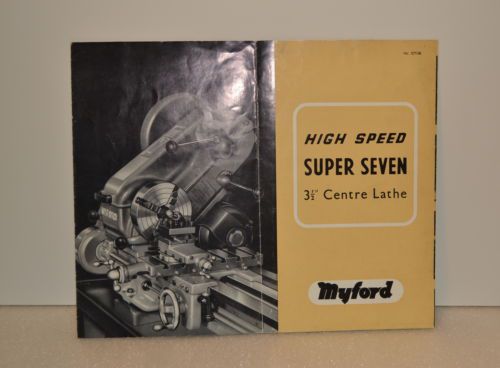 HIGH SPEED
SUPER SEVEN
3½" Centre Lathe
Myford